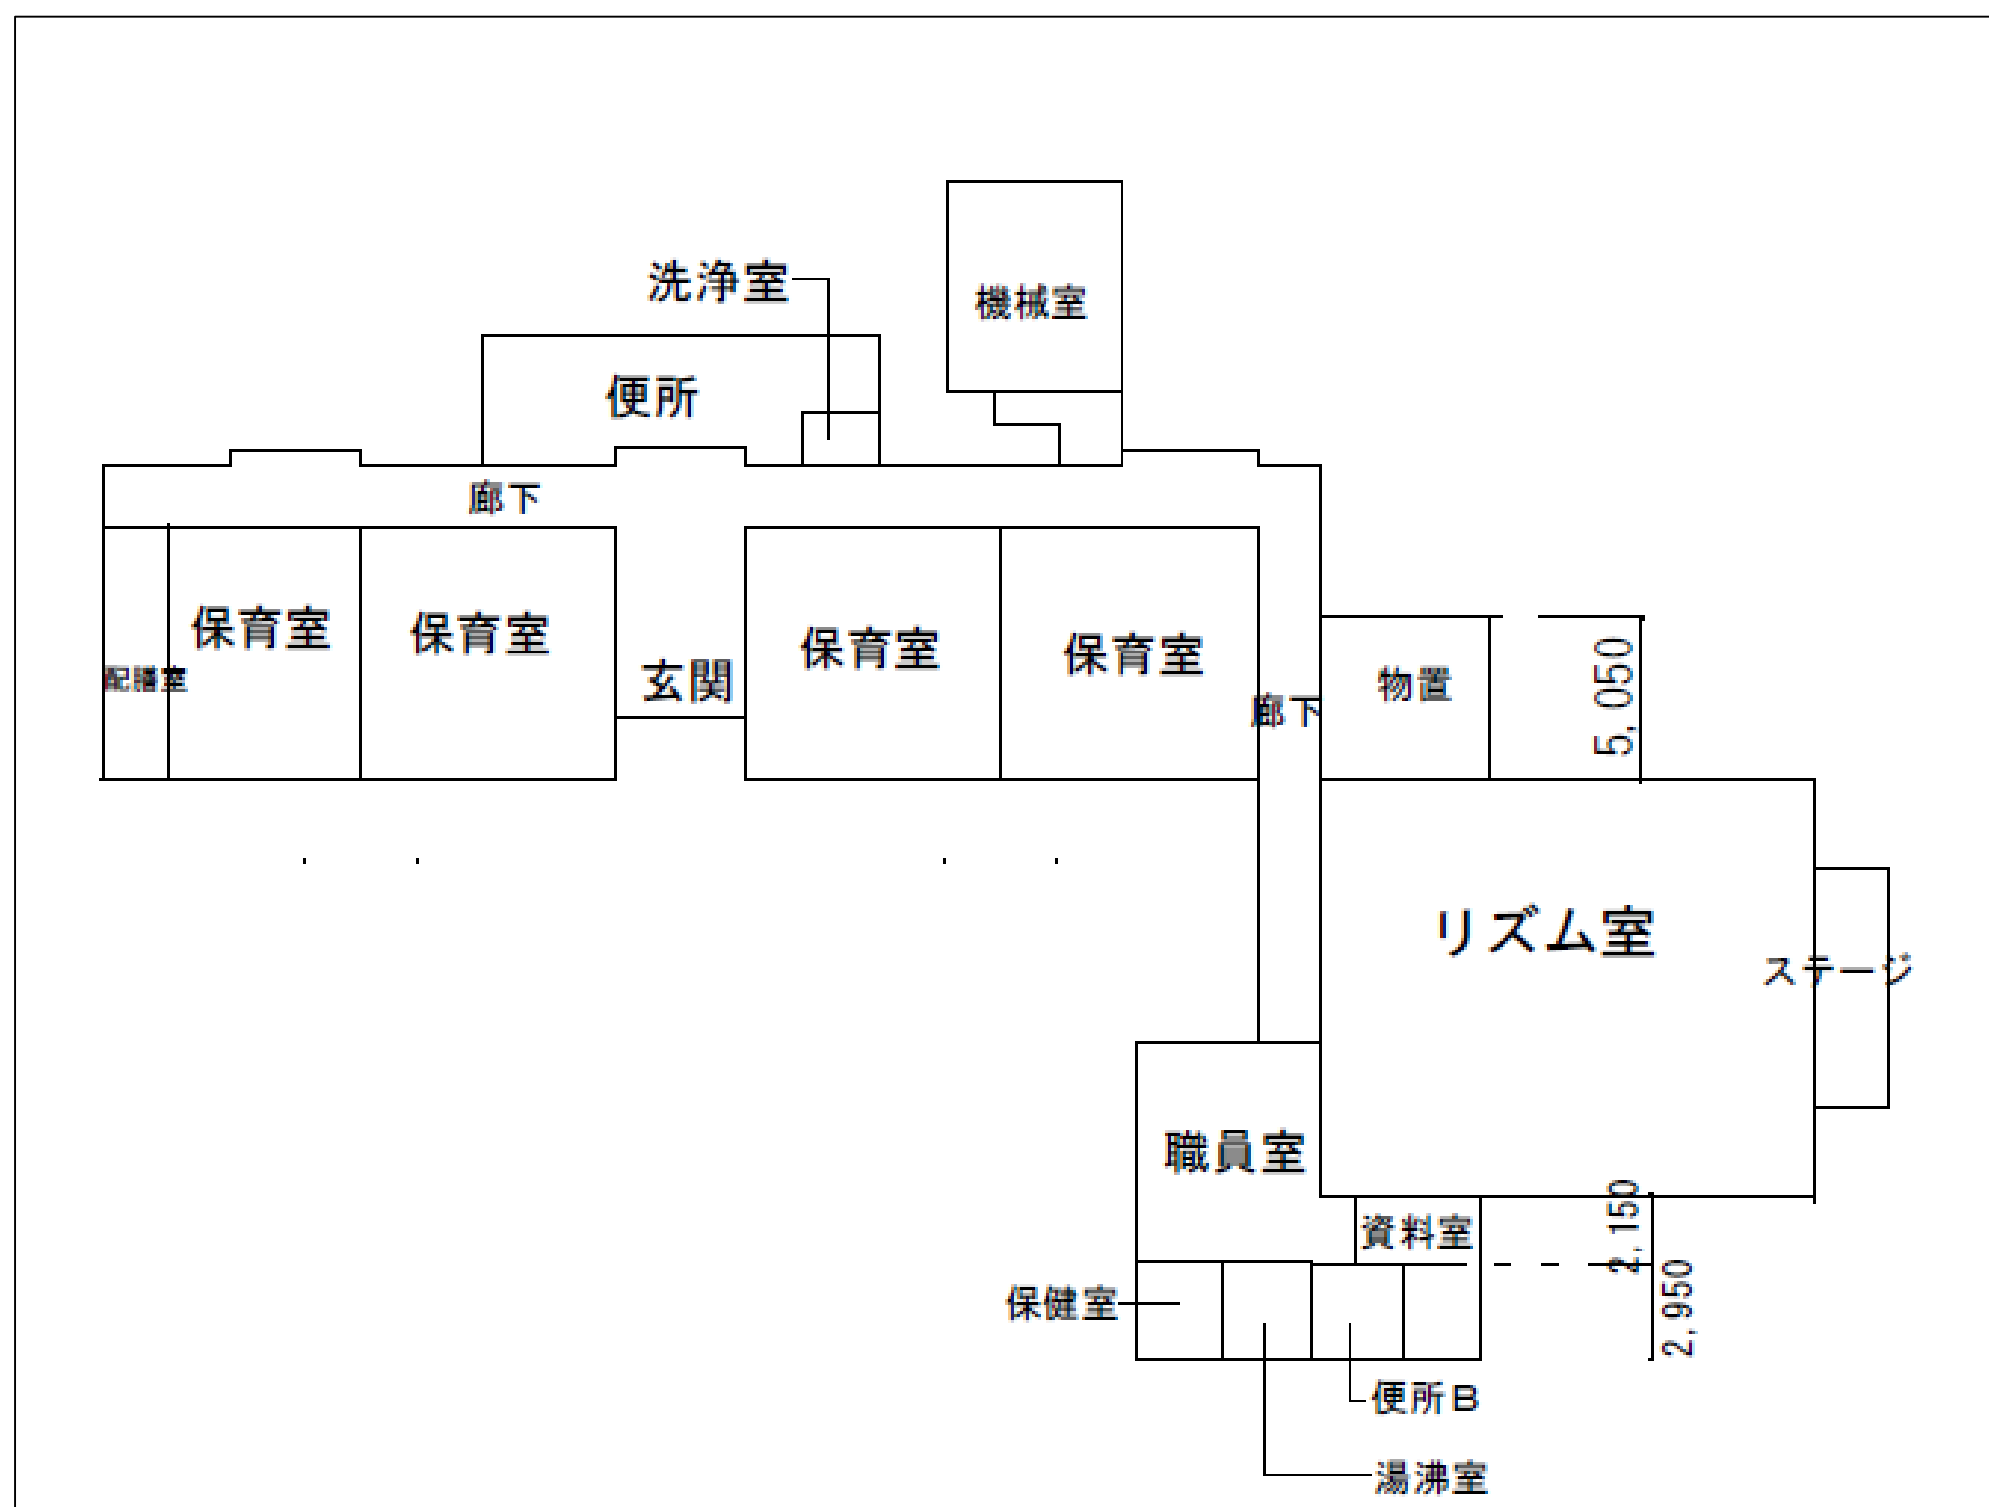 洗浄室
機械室
便所
廊下
保育室
保育室
保育室
保育室
配膳室
玄関
廊下
物置
5,050
リズム室
ステージ
職員室
2,150
資料室
2,950
保健室
便所B
湯沸室